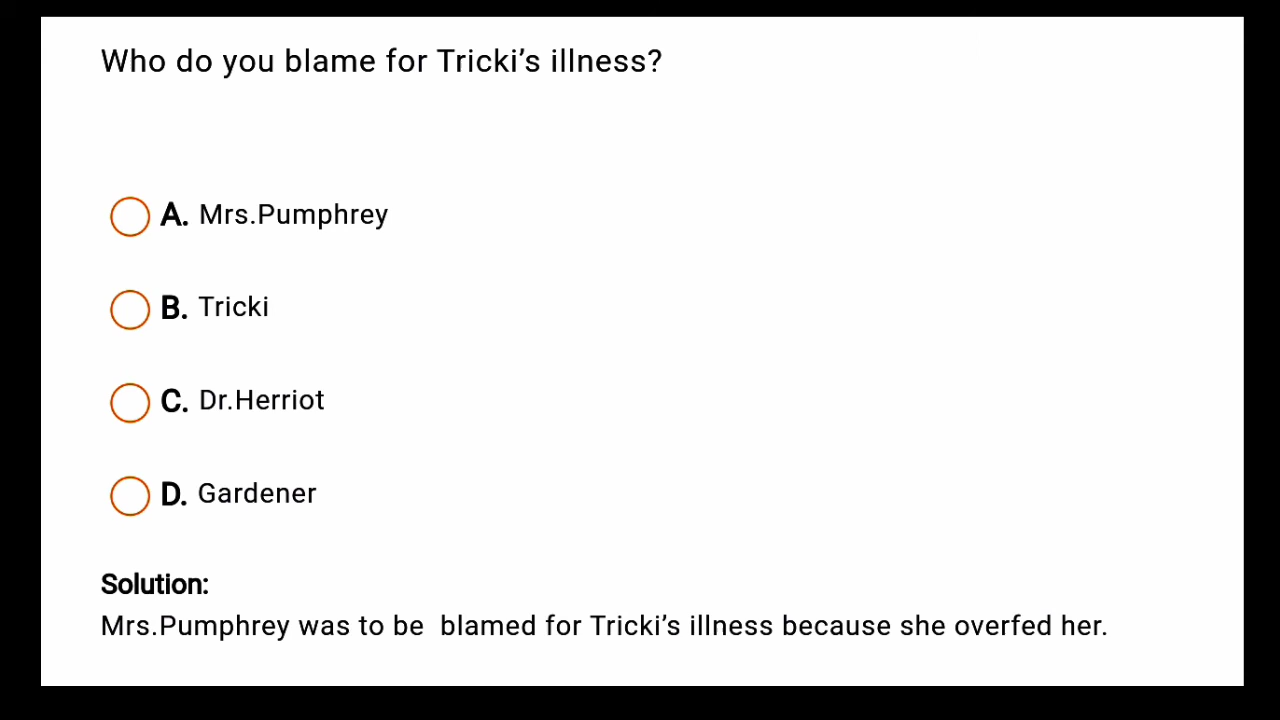 Who do you blame for Tricki’s illness?
A. Mrs.Pumphrey
B. Tricki
C. Dr.Herriot
D. Gardener
Solution:
Mrs.Pumphrey was to be  blamed for Tricki’s illness because she overfed her.